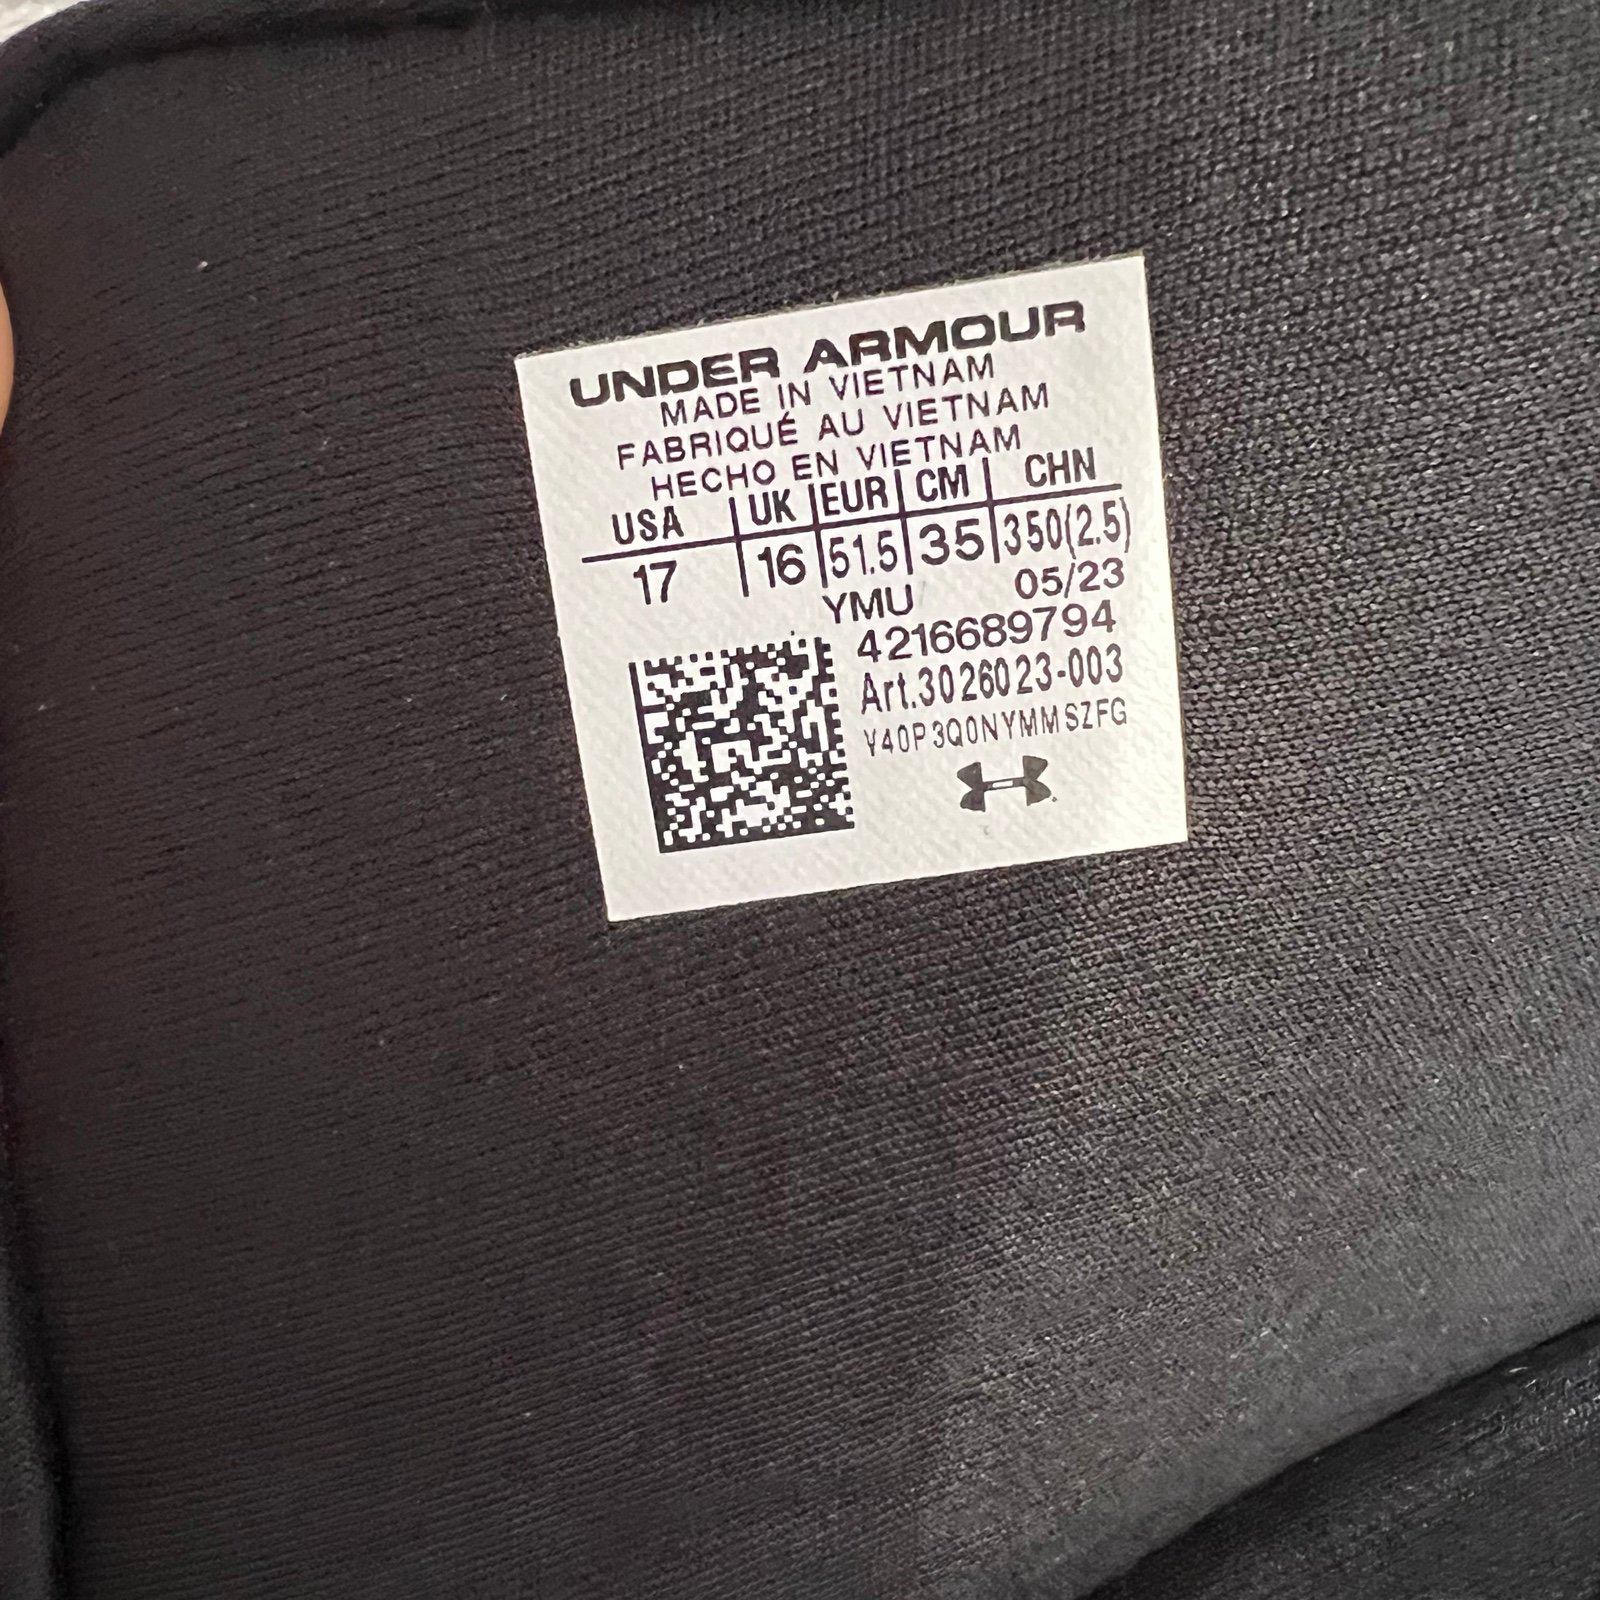 UNDER ARMOUR
MADE IN VIETNAM
FABRIQUÉ AU VIETNAM
HECHO EN VIETNAM
USA UK EUR CM CHN
17 16 51.5 35 350(2.5)
YMU 05/23
4216689794
Art.3026023-003
Y40P3Q0NYMMSZFG